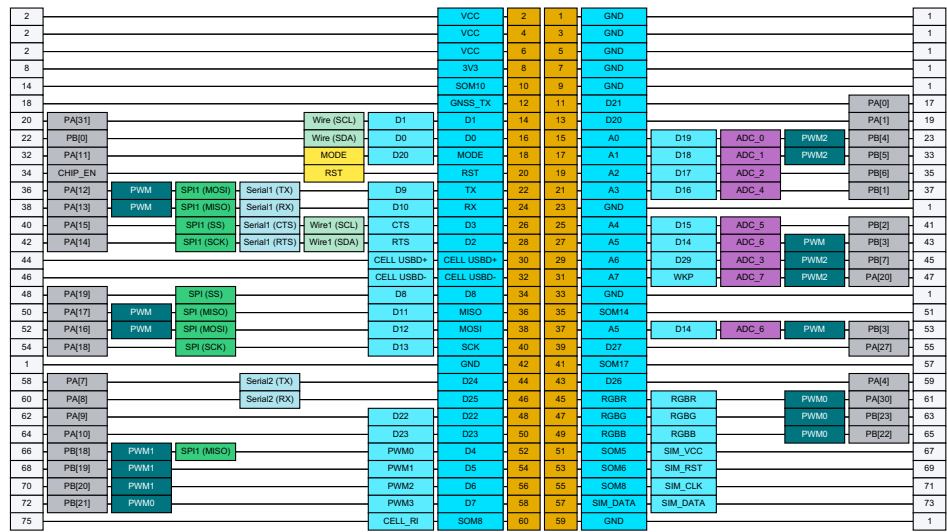 2 VCC 2 1 GND 1
2 VCC 4 3 GND 1
2 VCC 6 5 GND 1
8 3V3 8 7 GND 1
14 SOM10 10 9 GND 1
18 GNSS_TX 12 11 D21 PA[0] 17
20 PA[31] Wire (SCL) D1 D1 14 13 D20 PA[1] 19
22 PB[0] Wire (SDA) D0 D0 16 15 A0 D19 ADC_0 PWM2 PB[4] 23
32 PA[11] MODE D20 MODE 18 17 A1 D18 ADC_1 PWM2 PB[5] 33
34 CHIP_EN RST RST 20 19 A2 D17 ADC_2 PB[6] 35
36 PA[12] PWM SPI1 (MOSI) Serial1 (TX) D9 TX 22 21 A3 D16 ADC_4 PB[1] 37
38 PA[13] PWM SPI1 (MISO) Serial1 (RX) D10 RX 24 23 GND 1
40 PA[15] SPI1 (SS) Serial1 (CTS) Wire1 (SCL) CTS D3 26 25 A4 D15 ADC_5 PB[2] 41
42 PA[14] SPI1 (SCK) Serial1 (RTS) Wire1 (SDA) RTS D2 28 27 A5 D14 ADC_6 PWM PB[3] 43
44 CELL USBD+ CELL USBD+ 30 29 A6 D29 ADC_3 PWM2 PB[7] 45
46 CELL USBD- CELL USBD- 32 31 A7 WKP ADC_7 PWM2 PA[20] 47
48 PA[19] SPI (SS) D8 D8 34 33 GND 1
50 PA[17] PWM SPI (MISO) D11 MISO 36 35 SOM14 51
52 PA[16] PWM SPI (MOSI) D12 MOSI 38 37 A5 D14 ADC_6 PWM PB[3] 53
54 PA[18] SPI (SCK) D13 SCK 40 39 D27 PA[27] 55
1 GND 42 41 SOM17 57
58 PA[7] Serial2 (TX) D24 44 43 D26 PA[4] 59
60 PA[8] Serial2 (RX) D25 46 45 RGBR RGBR PWM0 PA[30] 61
62 PA[9] D22 D22 48 47 RGBG RGBG PWM0 PB[23] 63
64 PA[10] D23 D23 50 49 RGBB RGBB PWM0 PB[22] 65
66 PB[18] PWM1 SPI1 (MISO) PWM0 D4 52 51 SOM5 SIM_VCC 67
68 PB[19] PWM1 PWM1 D5 54 53 SOM6 SIM_RST 69
70 PB[20] PWM1 PWM2 D6 56 55 SOM8 SIM_CLK 71
72 PB[21] PWM0 PWM3 D7 58 57 SIM_DATA SIM_DATA 73
75 CELL_RI SOM8 60 59 GND 1